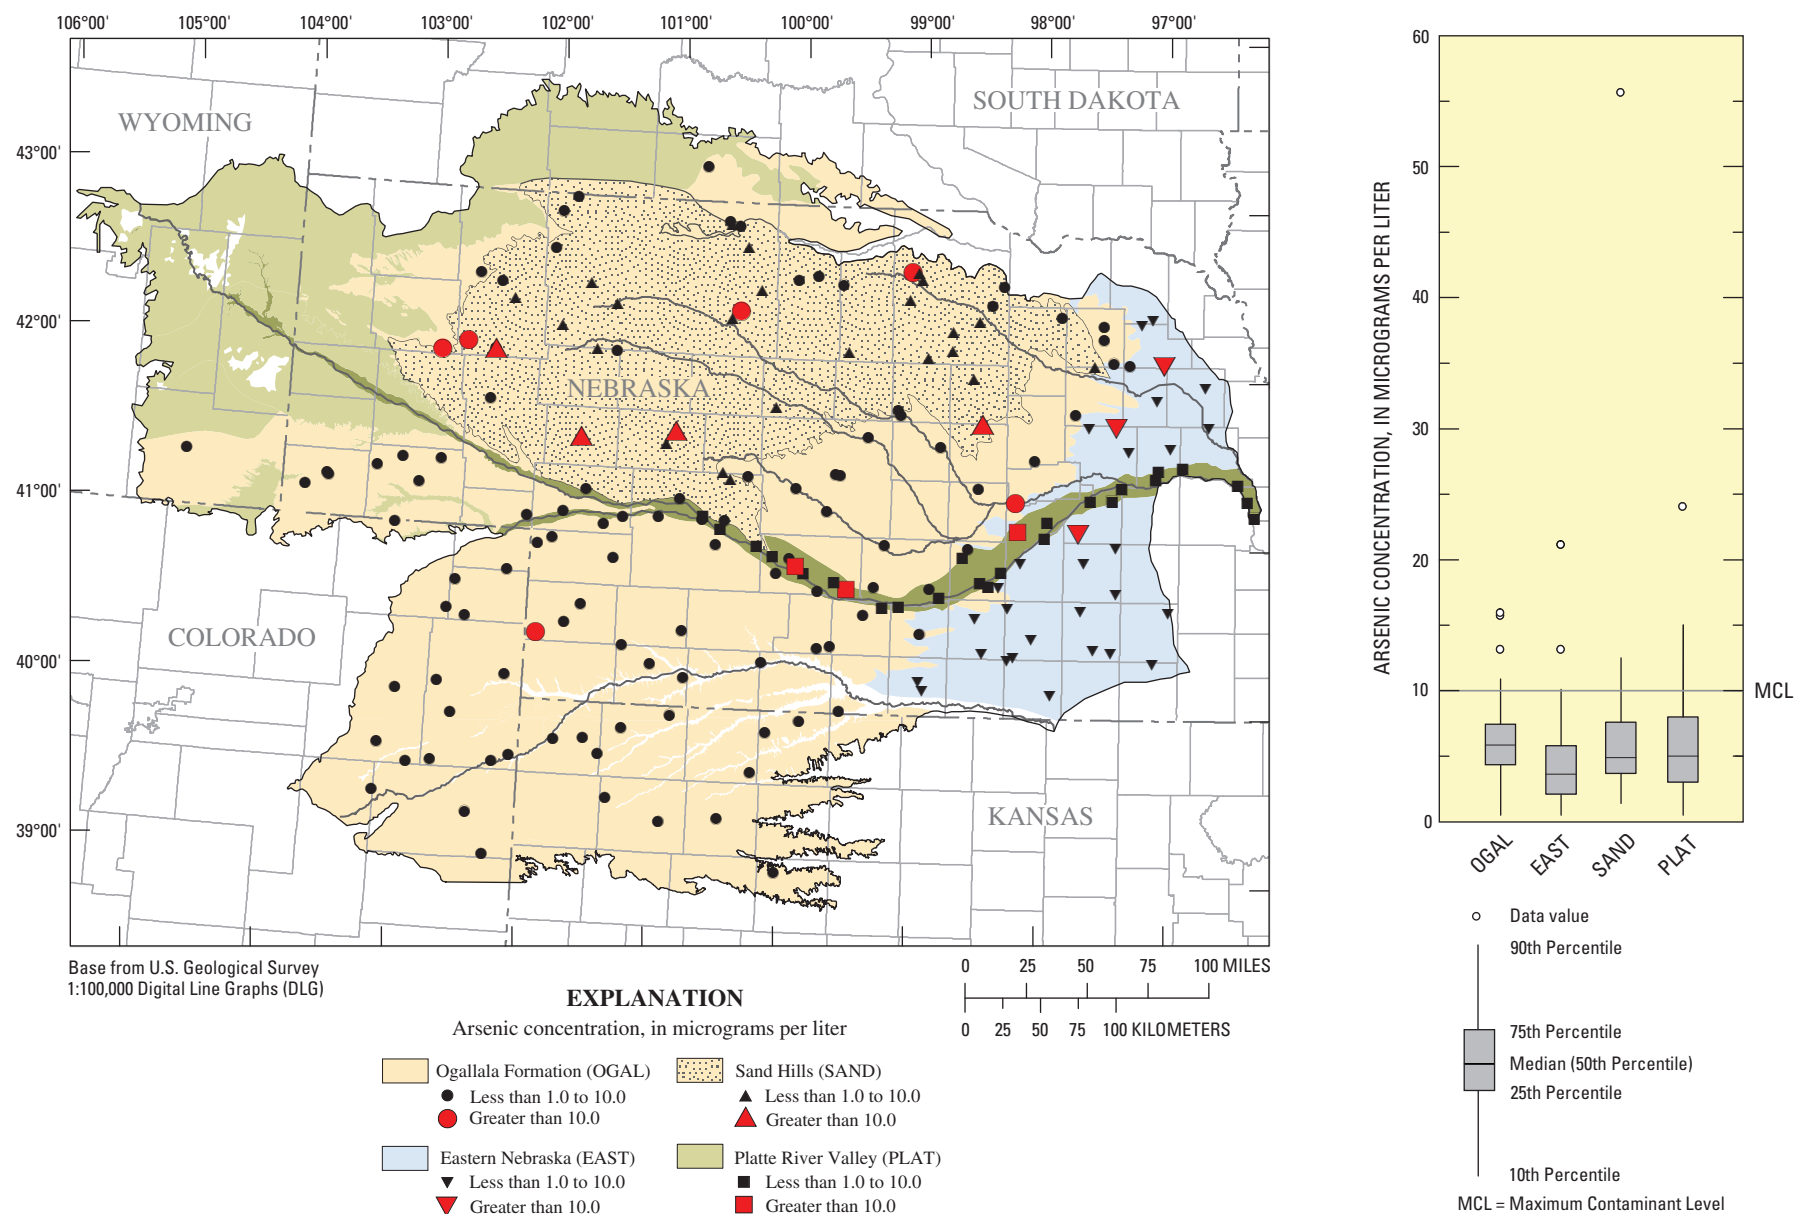 106°00' 105°00' 104°00' 103°00' 102°00' 101°00' 100°00' 99°00' 98°00' 97°00'
43°00'
42°00'
41°00'
40°00'
39°00'
WYOMING
SOUTH DAKOTA
NEBRASKA
COLORADO
KANSAS
Base from U.S. Geological Survey
1:100,000 Digital Line Graphs (DLG)
0 25 50 75 100 MILES
0 25 50 75 100 KILOMETERS
EXPLANATION
Arsenic concentration, in micrograms per liter
Ogallala Formation (OGAL)
Less than 1.0 to 10.0
Greater than 10.0
Sand Hills (SAND)
Less than 1.0 to 10.0
Greater than 10.0
Eastern Nebraska (EAST)
Less than 1.0 to 10.0
Greater than 10.0
Platte River Valley (PLAT)
Less than 1.0 to 10.0
Greater than 10.0
ARSENIC CONCENTRATION, IN MICROGRAMS PER LITER
60
50
40
30
20
10
0
MCL
OGAL EAST SAND PLAT
Data value
90th Percentile
75th Percentile
Median (50th Percentile)
25th Percentile
10th Percentile
MCL = Maximum Contaminant Level